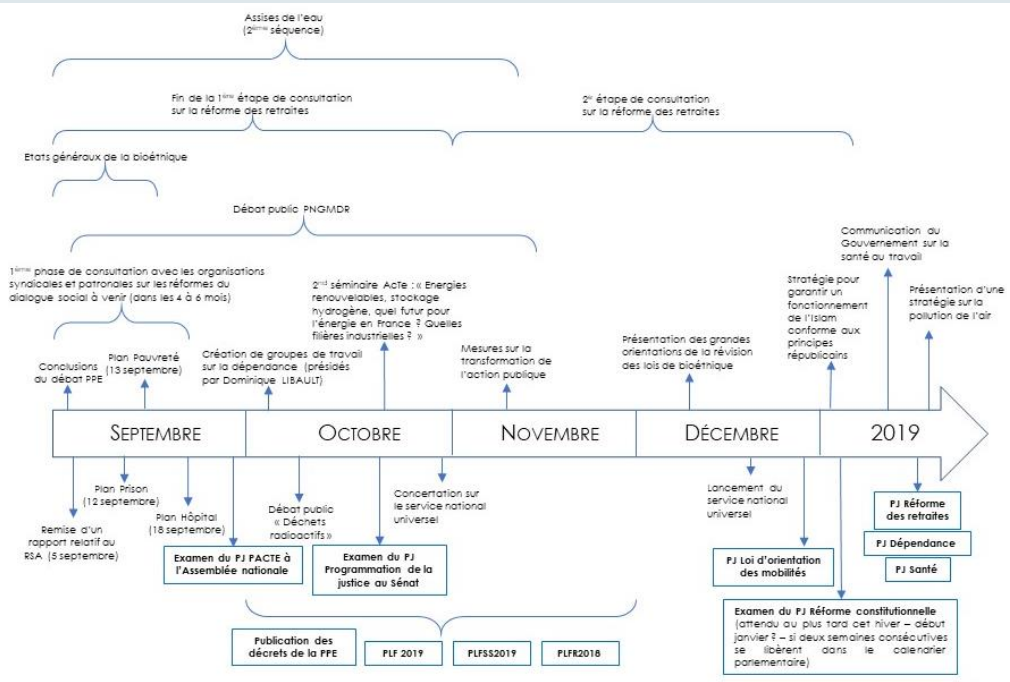 Assises de l'eau
(2ième séquence)
Fin de la 1ière étape de consultation
sur la réforme des retraites
2e étape de consultation
sur la réforme des retraites
Etats généraux de la bioéthique
Débat public PNGMDR
1ième phase de consultation avec les organisations
syndicales et patronales sur les réformes du
dialogue social à venir (dans les 4 à 6 mois)
2nd séminaire AcTe : « Energies
renouvelables, stockage
hydrogène, quel futur pour
l'énergie en France ? Quelles
filières industrielles ? »
Communication du
Gouvernement sur la
santé au travail
Stratégie pour
garantir un
fonctionnement
de l'Islam
conforme aux
principes
républicains
Présentation d'une
stratégie sur la
pollution de l'air
Conclusions
du débat PPE
Plan Pauvreté
(13 septembre)
Création de groupes de travail
sur la dépendance (présidés
par Dominique LIBAULT)
Mesures sur la
transformation de
l'action publique
Présentation des grandes
orientations de la révision
des lois de bioéthique
SEPTEMBRE
OCTOBRE
NOVEMBRE
DÉCEMBRE
2019
Remise d'un
rapport relatif au
RSA (5 septembre)
Plan Prison
(12 septembre)
Plan Hôpital
(18 septembre)
Examen du PJ PACTE à
l'Assemblée nationale
Débat public
« Déchets
radioactifs »
Examen du PJ
Programmation de la
justice au Sénat
Concertation sur
le service national
universel
Lancement du
service national
universel
PJ Loi d'orientation
des mobilités
PJ Réforme
des retraites
PJ Dépendance
PJ Santé
Examen du PJ Réforme constitutionnelle
(attendu au plus tard cet hiver – début
janvier ? – si deux semaines consécutives
se libèrent dans le calendrier
parlementaire)
Publication des
décrets de la PPE
PLF 2019
PLFSS2019
PLFR2018